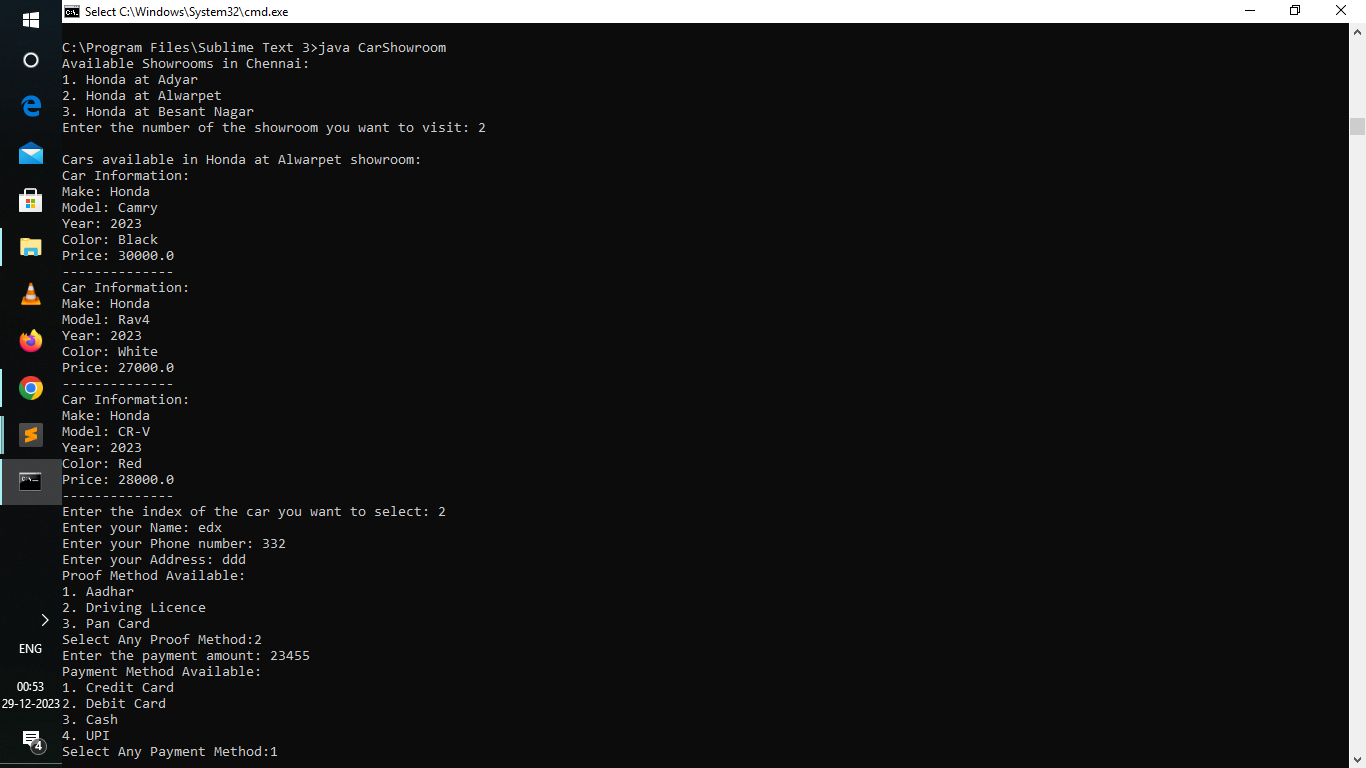 Select C:\Windows\System32\cmd.exe
C:\Program Files\Sublime Text 3>java CarShowroom
Available Showrooms in Chennai:
1. Honda at Adyar
2. Honda at Alwarpet
3. Honda at Besant Nagar
Enter the number of the showroom you want to visit: 2
Cars available in Honda at Alwarpet showroom:
Car Information:
Make: Honda
Model: Camry
Year: 2023
Color: Black
Price: 30000.0
--------------
Car Information:
Make: Honda
Model: Rav4
Year: 2023
Color: White
Price: 27000.0
--------------
Car Information:
Make: Honda
Model: CR-V
Year: 2023
Color: Red
Price: 28000.0
--------------
Enter the index of the car you want to select: 2
Enter your Name: edx
Enter your Phone number: 332
Enter your Address: ddd
Proof Method Available:
1. Aadhar
2. Driving Licence
3. Pan Card
Select Any Proof Method:2
Enter the payment amount: 23455
Payment Method Available:
1. Credit Card
2. Debit Card
3. Cash
4. UPI
Select Any Payment Method:1
ENG
00:53
29-12-2023
4